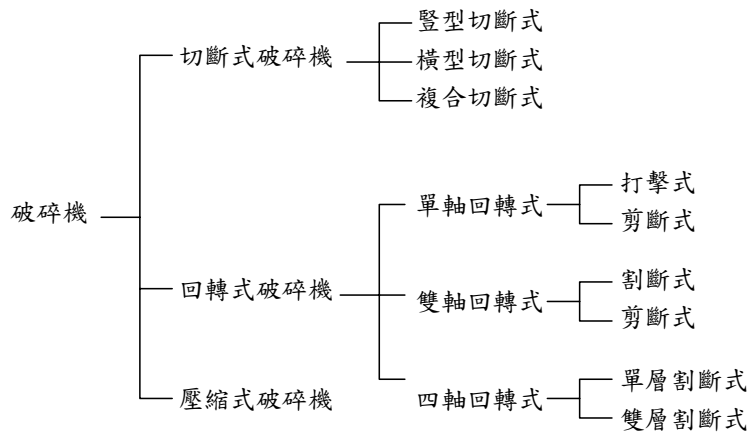 破碎機
切斷式破碎機
豎型切斷式
橫型切斷式
複合切斷式
回轉式破碎機
單軸回轉式
打擊式
剪斷式
雙軸回轉式
割斷式
剪斷式
四軸回轉式
單層割斷式
雙層割斷式
壓縮式破碎機